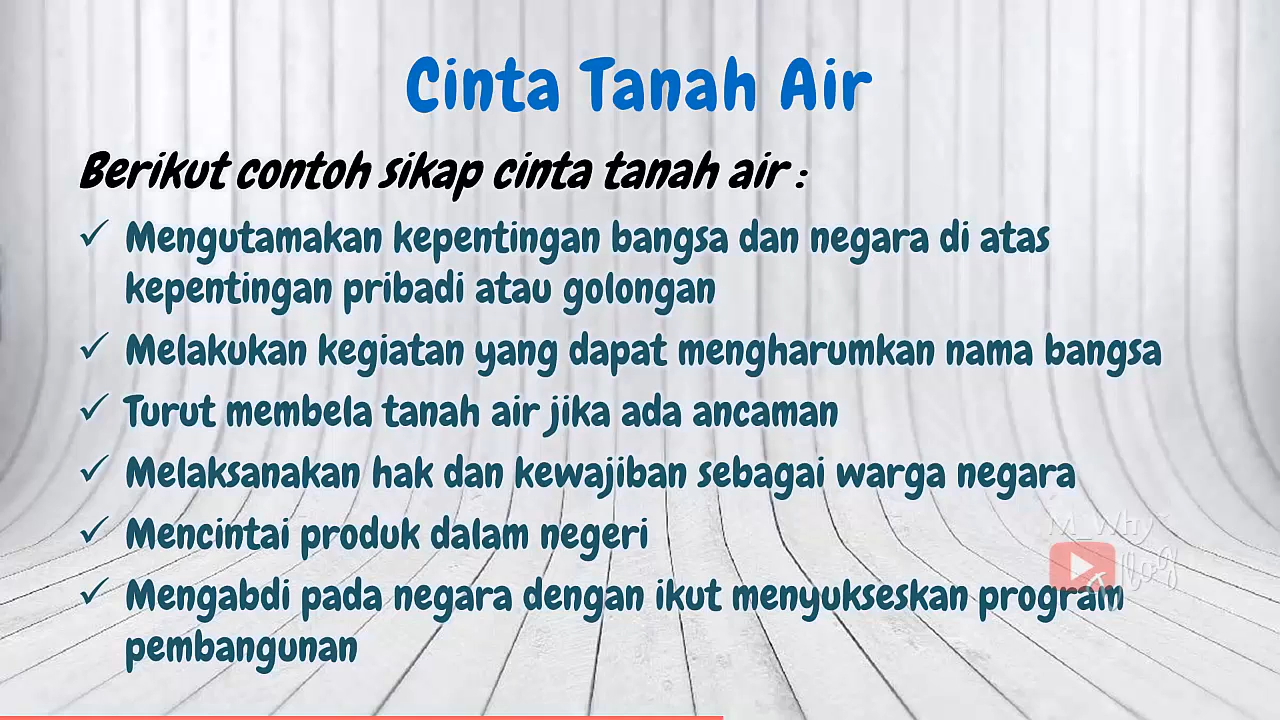 Cinta Tanah Air
Berikut contoh sikap cinta tanah air :
✓ Mengutamakan kepentingan bangsa dan negara di atas
kepentingan pribadi atau golongan
✓ Melakukan kegiatan yang dapat mengharumkan nama bangsa
✓ Turut membela tanah air jika ada ancaman
✓ Melaksanakan hak dan kewajiban sebagai warga negara
✓ Mencintai produk dalam negeri
✓ Mengabdi pada negara dengan ikut menyukseskan program
pembangunan
Vlog